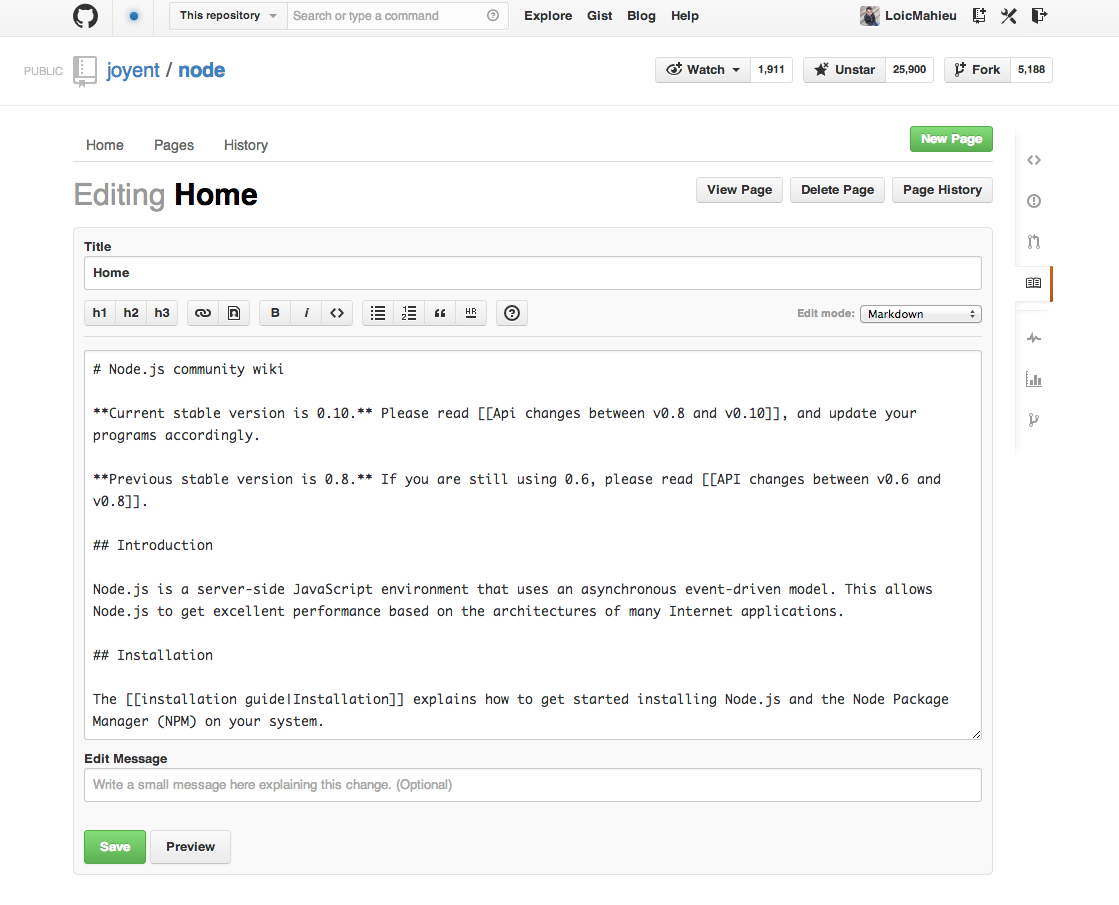 This repository Search or type a command Explore Gist Blog Help LoicMahieu
PUBLIC joyent / node Watch 1,911 Unstar 25,900 Fork 5,188
Home Pages History New Page
Editing Home View Page Delete Page Page History
Title
Home
h1 h2 h3 B i HR Edit mode: Markdown
# Node.js community wiki
**Current stable version is 0.10.** Please read [[Api changes between v0.8 and v0.10]], and update your
programs accordingly.
**Previous stable version is 0.8.** If you are still using 0.6, please read [[API changes between v0.6 and
v0.8]].
## Introduction
Node.js is a server-side JavaScript environment that uses an asynchronous event-driven model. This allows
Node.js to get excellent performance based on the architectures of many Internet applications.
## Installation
The [[installation guide|Installation]] explains how to get started installing Node.js and the Node Package
Manager (NPM) on your system.
Edit Message
Write a small message here explaining this change. (Optional)
Save Preview